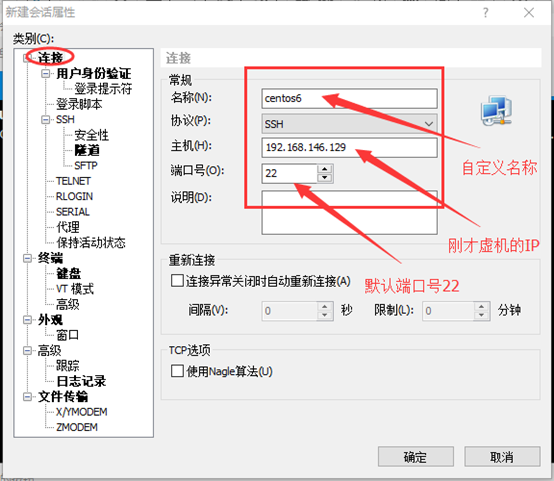 新建会话属性
?
类别(C):
连接
用户身份验证
登录提示符
登录脚本
SSH
安全性
隧道
SFTP
TELNET
RLOGIN
SERIAL
代理
保持活动状态
终端
键盘
VT 模式
高级
外观
窗口
高级
跟踪
日志记录
文件传输
X/YMODEM
ZMODEM
连接
常规
名称(N): centos6
协议(P): SSH
主机(H): 192.168.146.129
端口号(O): 22
说明(D):
自定义名称
刚才虚机的IP
默认端口号22
重新连接
连接异常关闭时自动重新连接(A)
间隔(V): 0 秒 限制(L): 0 分钟
TCP选项
使用Nagle算法(U)
确定 取消